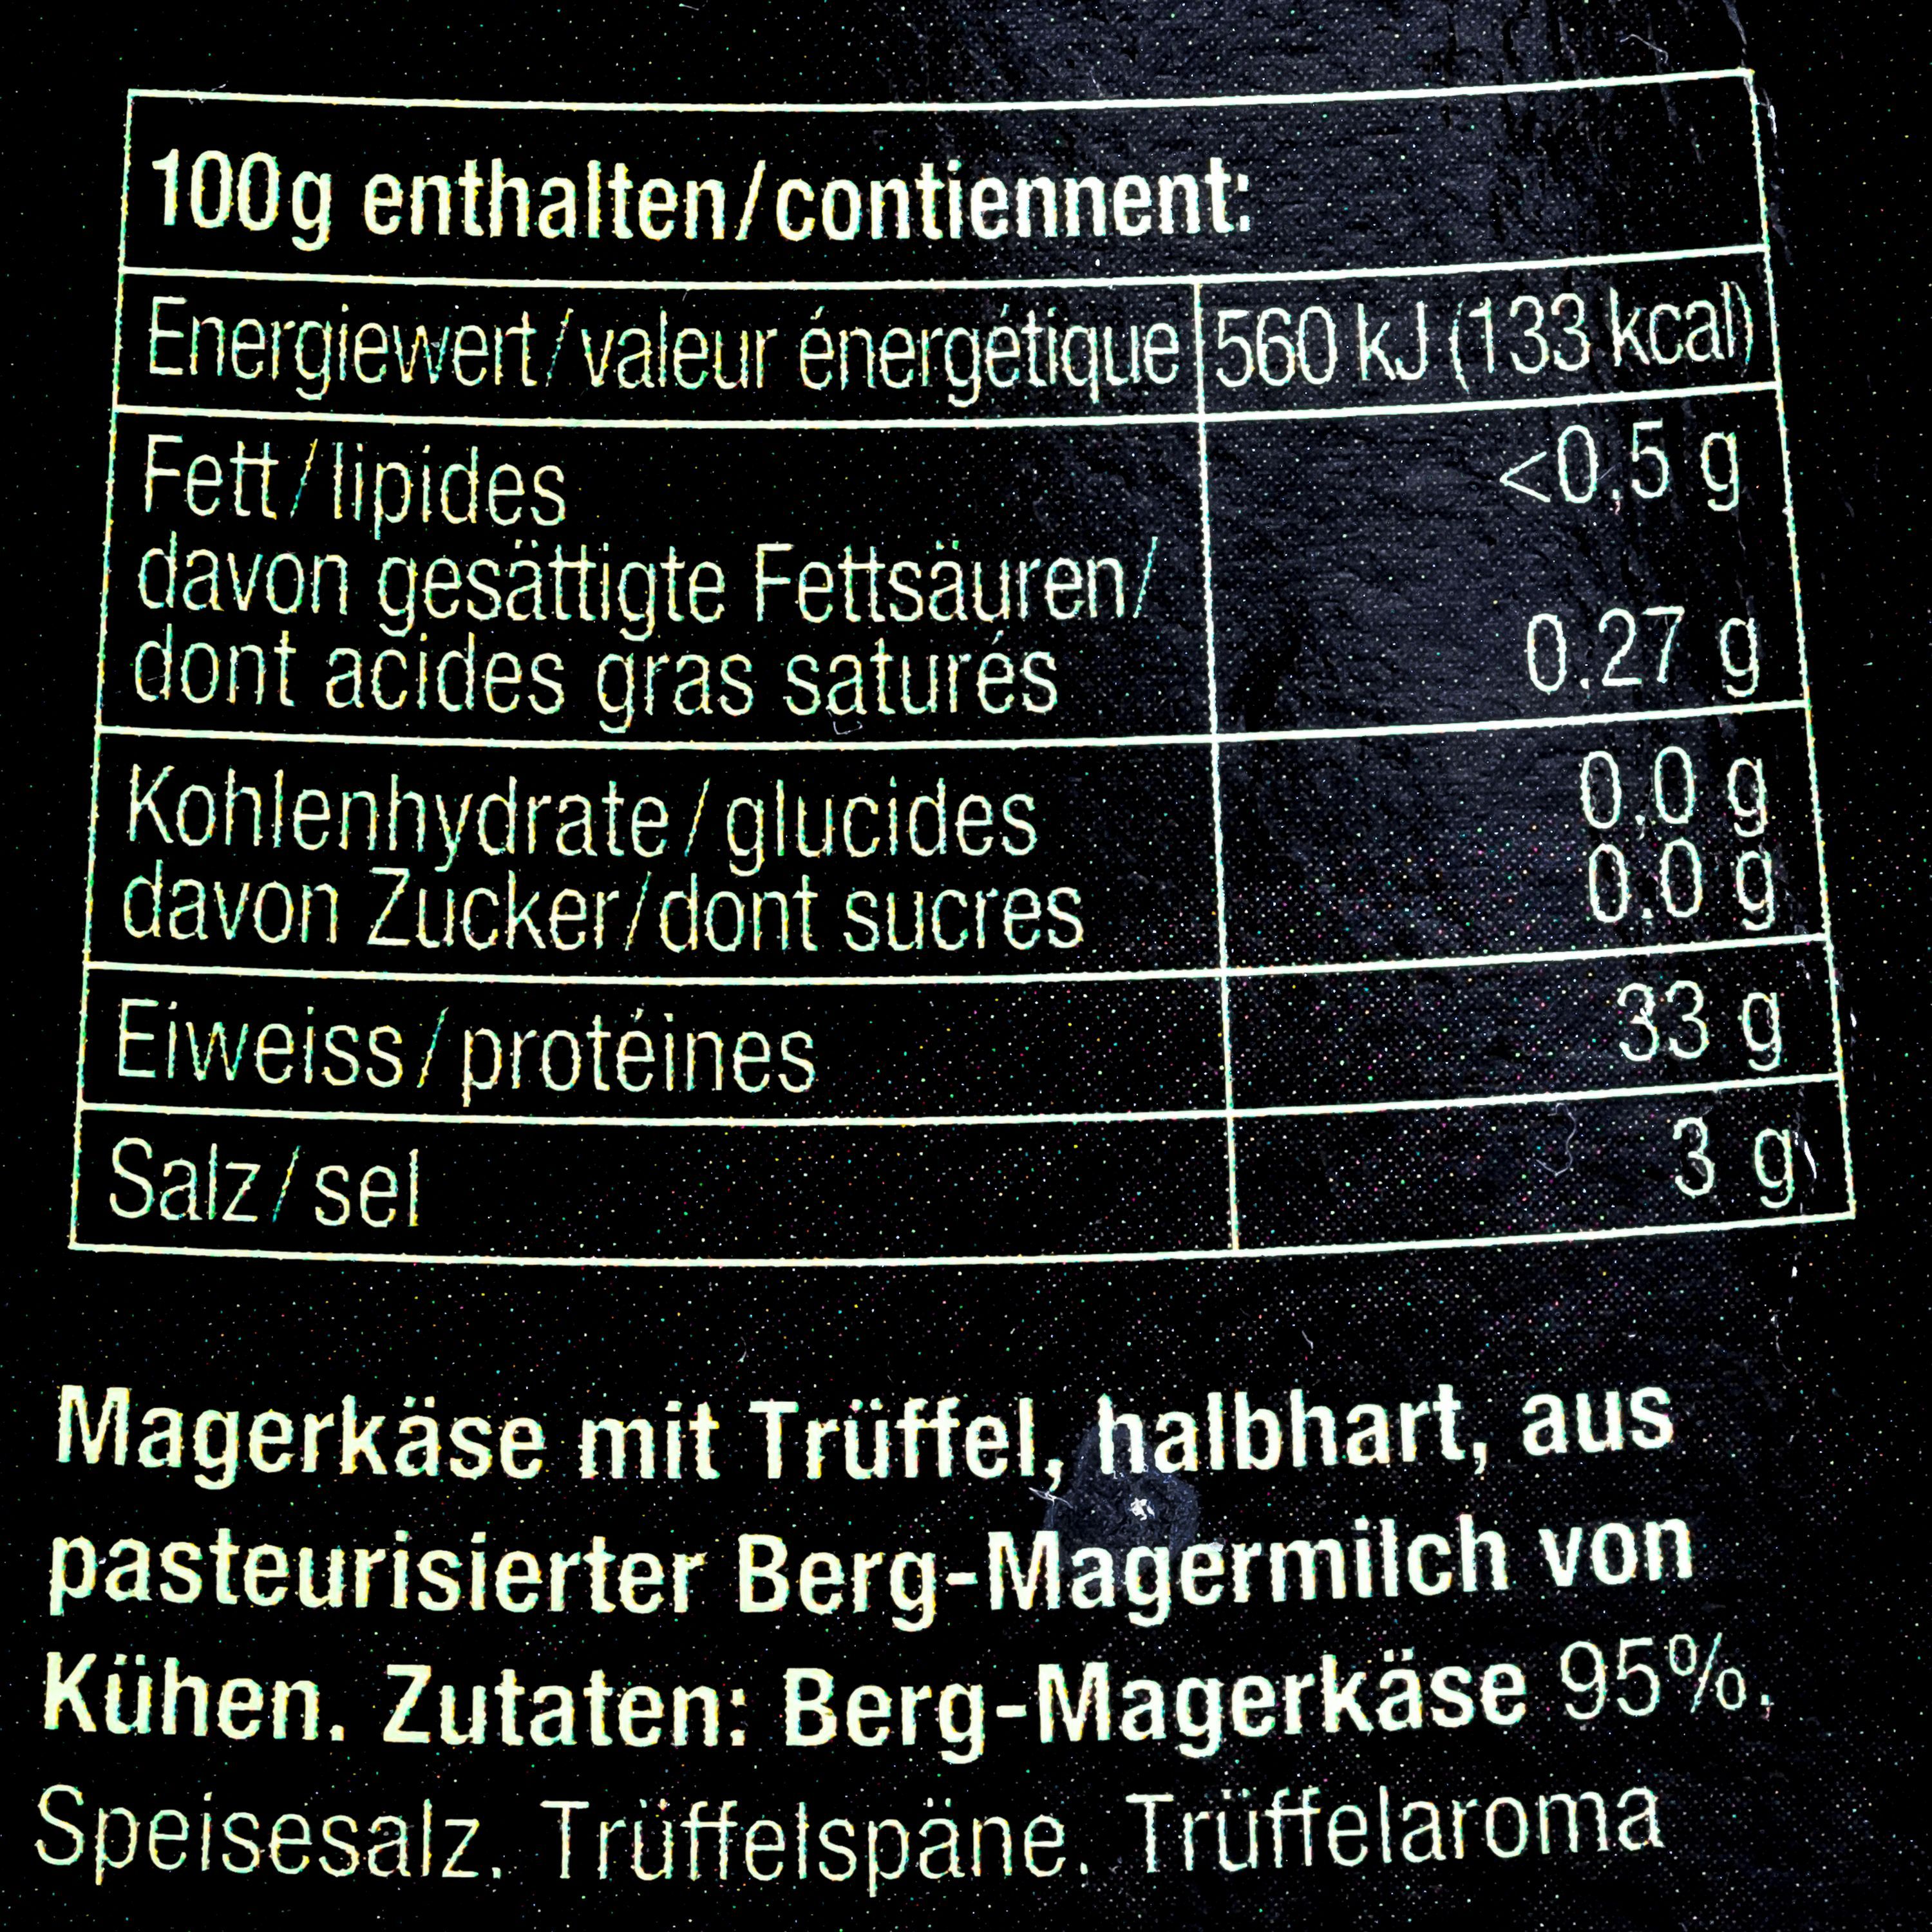 100g enthalten/contiennent:
Energiewert/valeur énergétique 560 kJ (133 kcal)
Fett/lipides <0,5 g
davon gesättigte Fettsäuren/
dont acides gras saturés 0.27 g
Kohlenhydrate/glucides 0.0 g
davon Zucker/dont sucres 0.0 g
Eiweiss/protéines 33 g
Salz/sel 3 g
Magerkäse mit Trüffel, halbhart, aus
pasteurisierter Berg-Magermilch von
Kühen. Zutaten: Berg-Magerkäse 95%,
Speisesalz, Trüffelspäne, Trüffelaroma